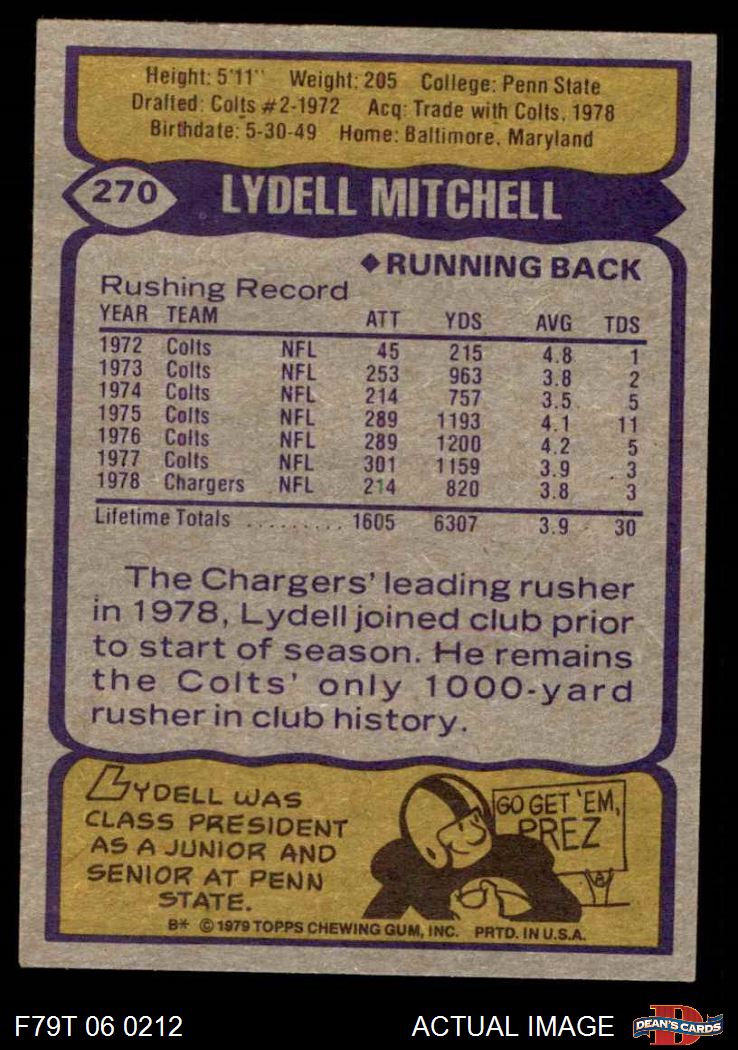 Height: 5'11" Weight: 205 College: Penn State
Drafted: Colts #2-1972 Acq: Trade with Colts, 1978
Birthdate: 5-30-49 Home: Baltimore, Maryland
270 LYDELL MITCHELL
◆RUNNING BACK
Rushing Record
YEAR TEAM ATT YDS AVG TDS
1972 Colts NFL 45 215 4.8 1
1973 Colts NFL 253 963 3.8 2
1974 Colts NFL 214 757 3.5 5
1975 Colts NFL 289 1193 4.1 11
1976 Colts NFL 289 1200 4.2 5
1977 Colts NFL 301 1159 3.9 3
1978 Chargers NFL 214 820 3.8 3
Lifetime Totals ......... 1605 6307 3.9 30
The Chargers' leading rusher
in 1978, Lydell joined club prior
to start of season. He remains
the Colts' only 1000-yard
rusher in club history.
LYDELL WAS
CLASS PRESIDENT
AS A JUNIOR AND
SENIOR AT PENN
STATE.
GO GET 'EM,
PREZ
B* © 1979 TOPPS CHEWING GUM, INC. PRTD. IN U.S.A.
F79T 06 0212 ACTUAL IMAGE
D
DEAN'S CARDS